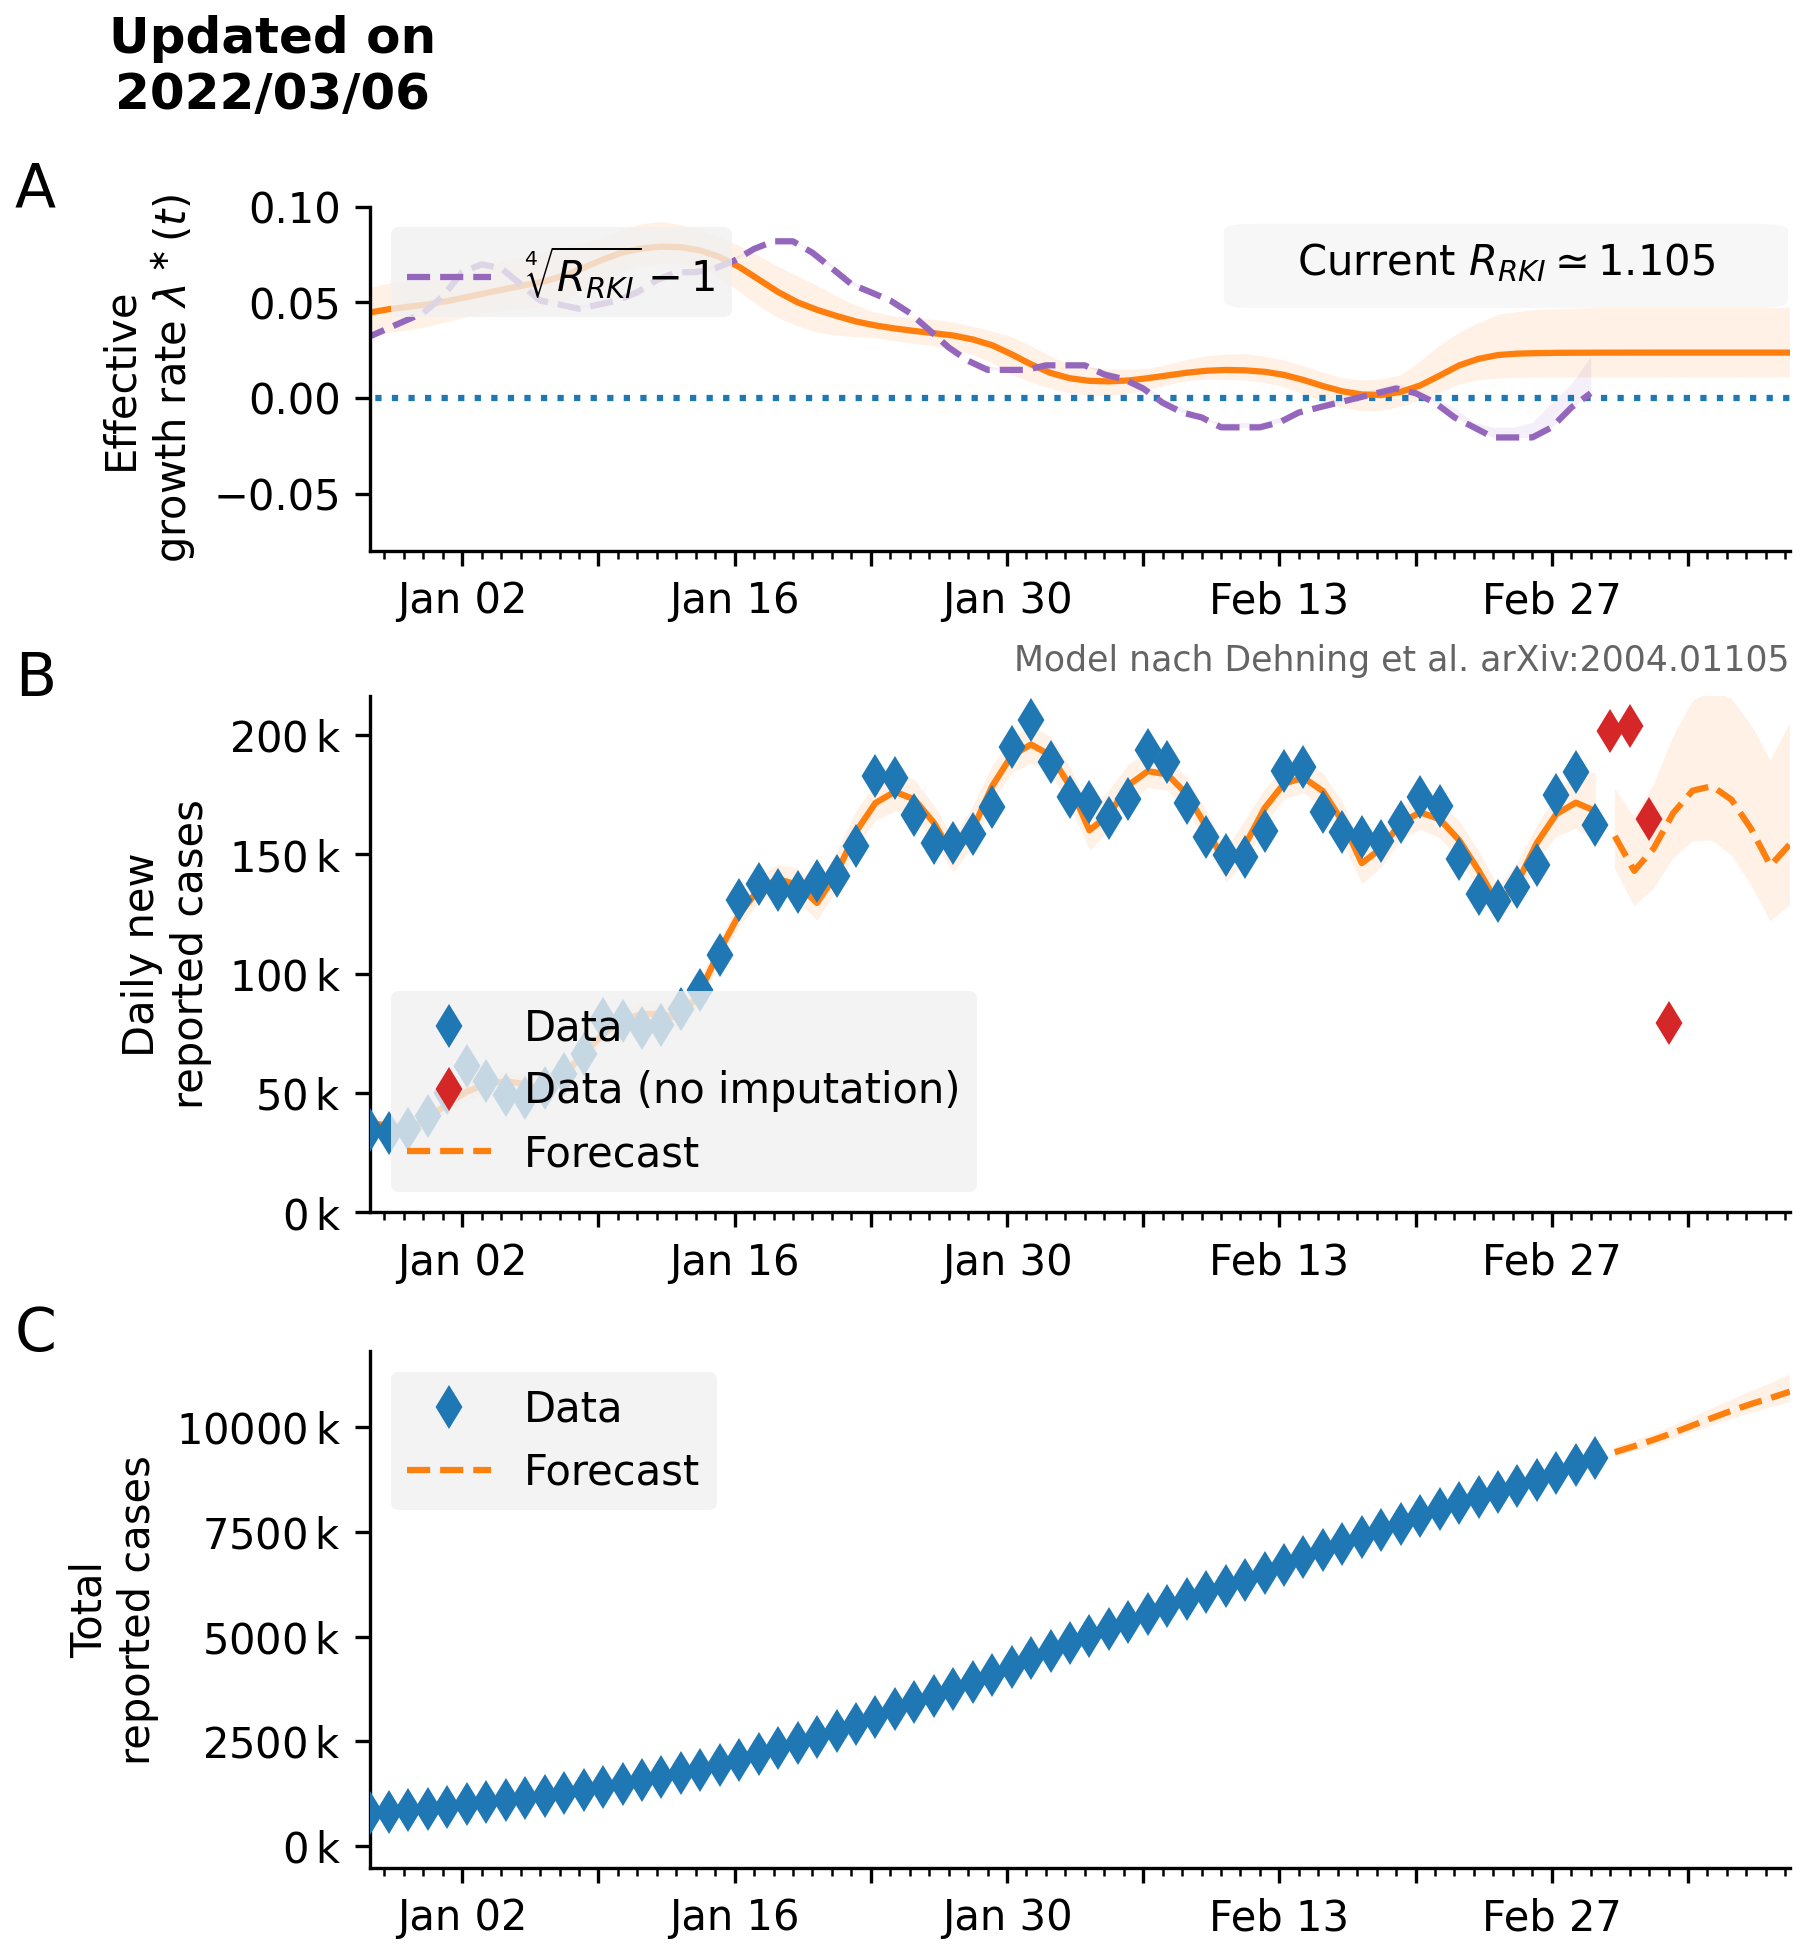 Updated on
2022/03/06
A
Effective
growth rate λ * (t)
0.10
0.05
0.00
−0.05
∜R_RKI − 1
Current R_RKI ≃ 1.105
Jan 02
Jan 16
Jan 30
Feb 13
Feb 27
Model nach Dehning et al. arXiv:2004.01105
B
Daily new
reported cases
200 k
150 k
100 k
50 k
0 k
Data
Data (no imputation)
Forecast
Jan 02
Jan 16
Jan 30
Feb 13
Feb 27
C
Total
reported cases
10000 k
7500 k
5000 k
2500 k
0 k
Data
Forecast
Jan 02
Jan 16
Jan 30
Feb 13
Feb 27